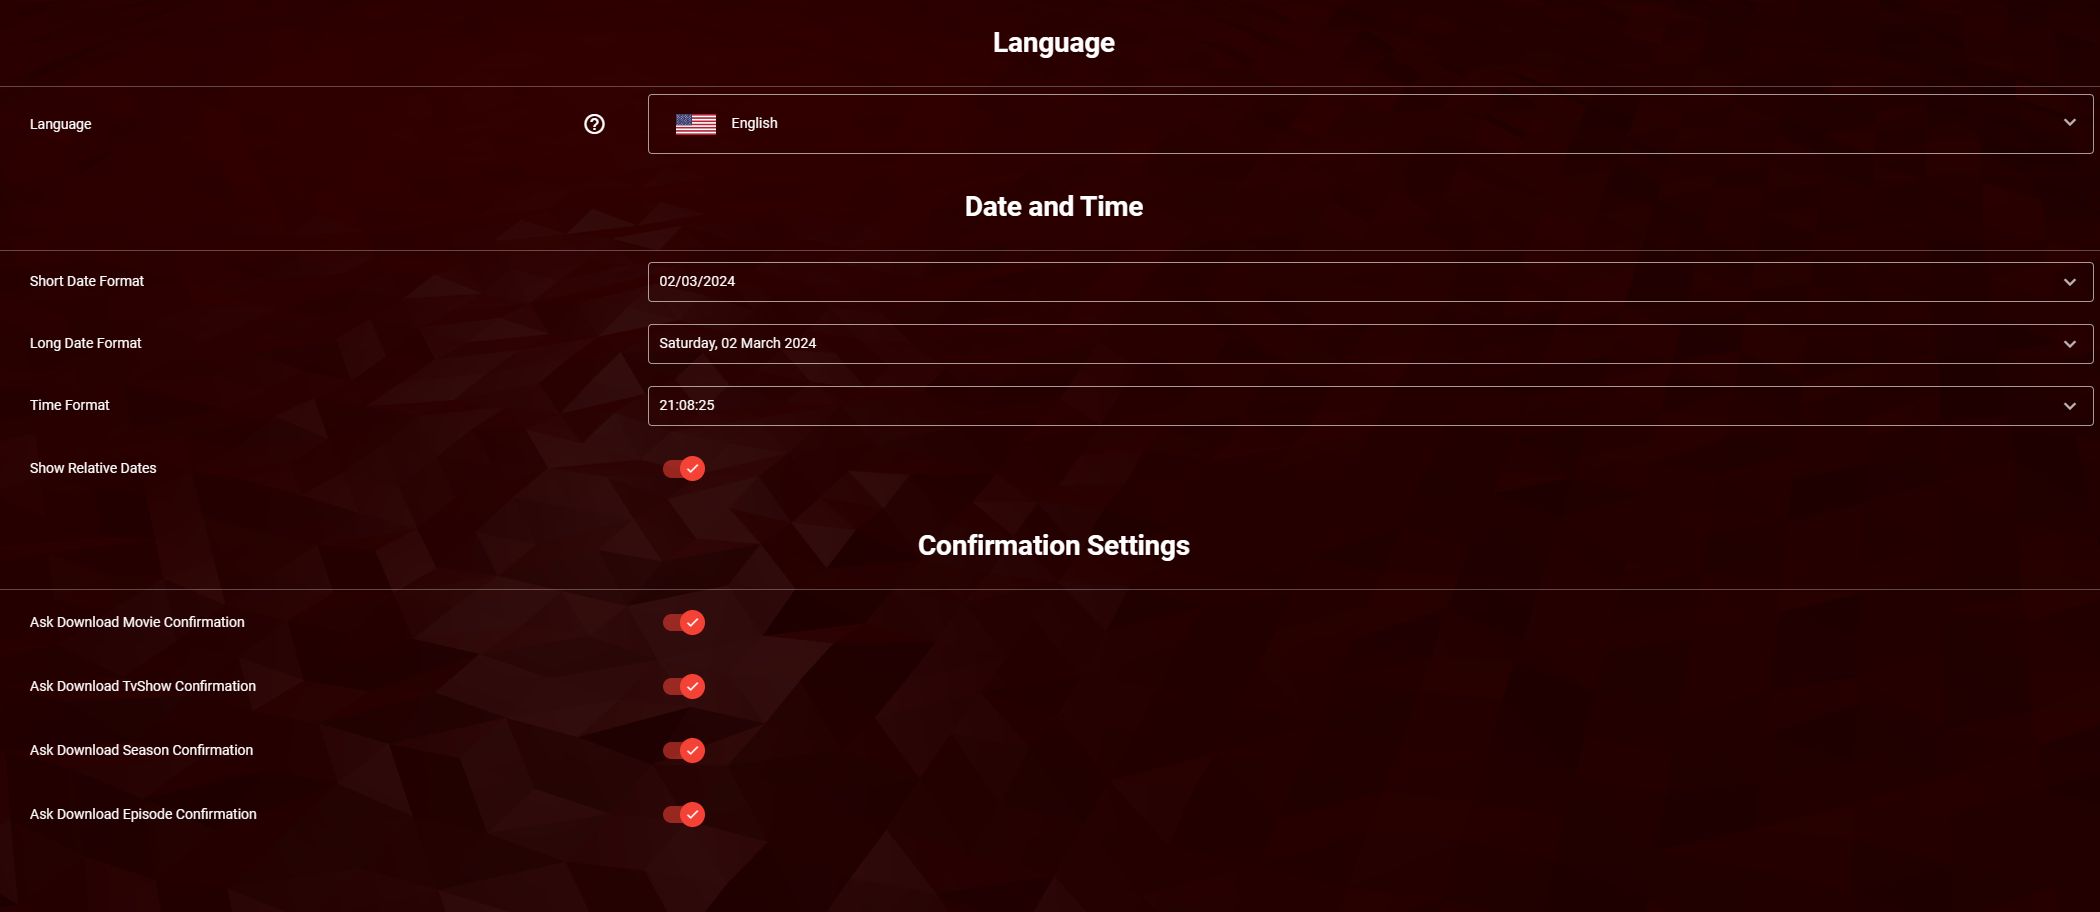 Language
Language
English
Date and Time
Short Date Format
02/03/2024
Long Date Format
Saturday, 02 March 2024
Time Format
21:08:25
Show Relative Dates
Confirmation Settings
Ask Download Movie Confirmation
Ask Download TvShow Confirmation
Ask Download Season Confirmation
Ask Download Episode Confirmation